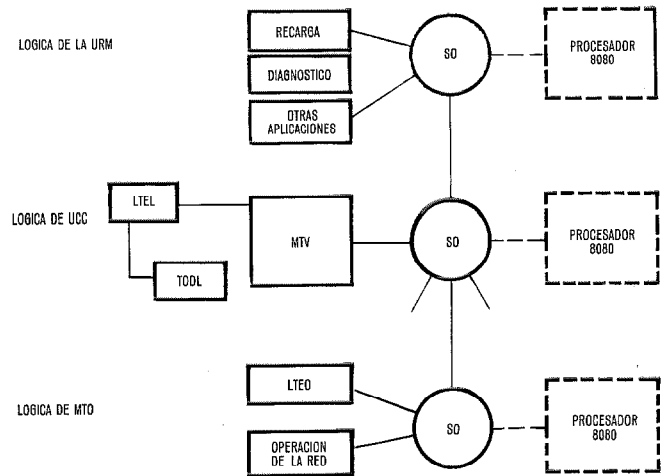 LOGICA DE LA URM
RECARGA
DIAGNOSTICO
OTRAS
APLICACIONES
SO
PROCESADOR
8080
LOGICA DE UCC
LTEL
TODL
MTV
SO
PROCESADOR
8080
LOGICA DE MTO
LTEO
OPERACION
DE LA RED
SO
PROCESADOR
8080